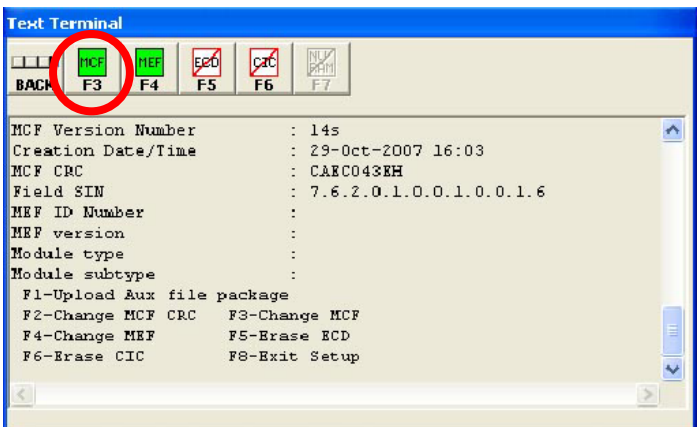 Text Terminal
MCF MEF ECD CIC NV RAM
BACK F3 F4 F5 F6 F7
MCF Version Number : 14s
Creation Date/Time : 29-Oct-2007 16:03
MCF CRC : CAEC043EH
Field SIN : 7.6.2.0.1.0.0.1.0.0.1.6
MEF ID Number :
MEF version :
Module type :
Module subtype :
F1-Upload Aux file package
F2-Change MCF CRC F3-Change MCF
F4-Change MEF F5-Erase ECD
F6-Erase CIC F8-Exit Setup